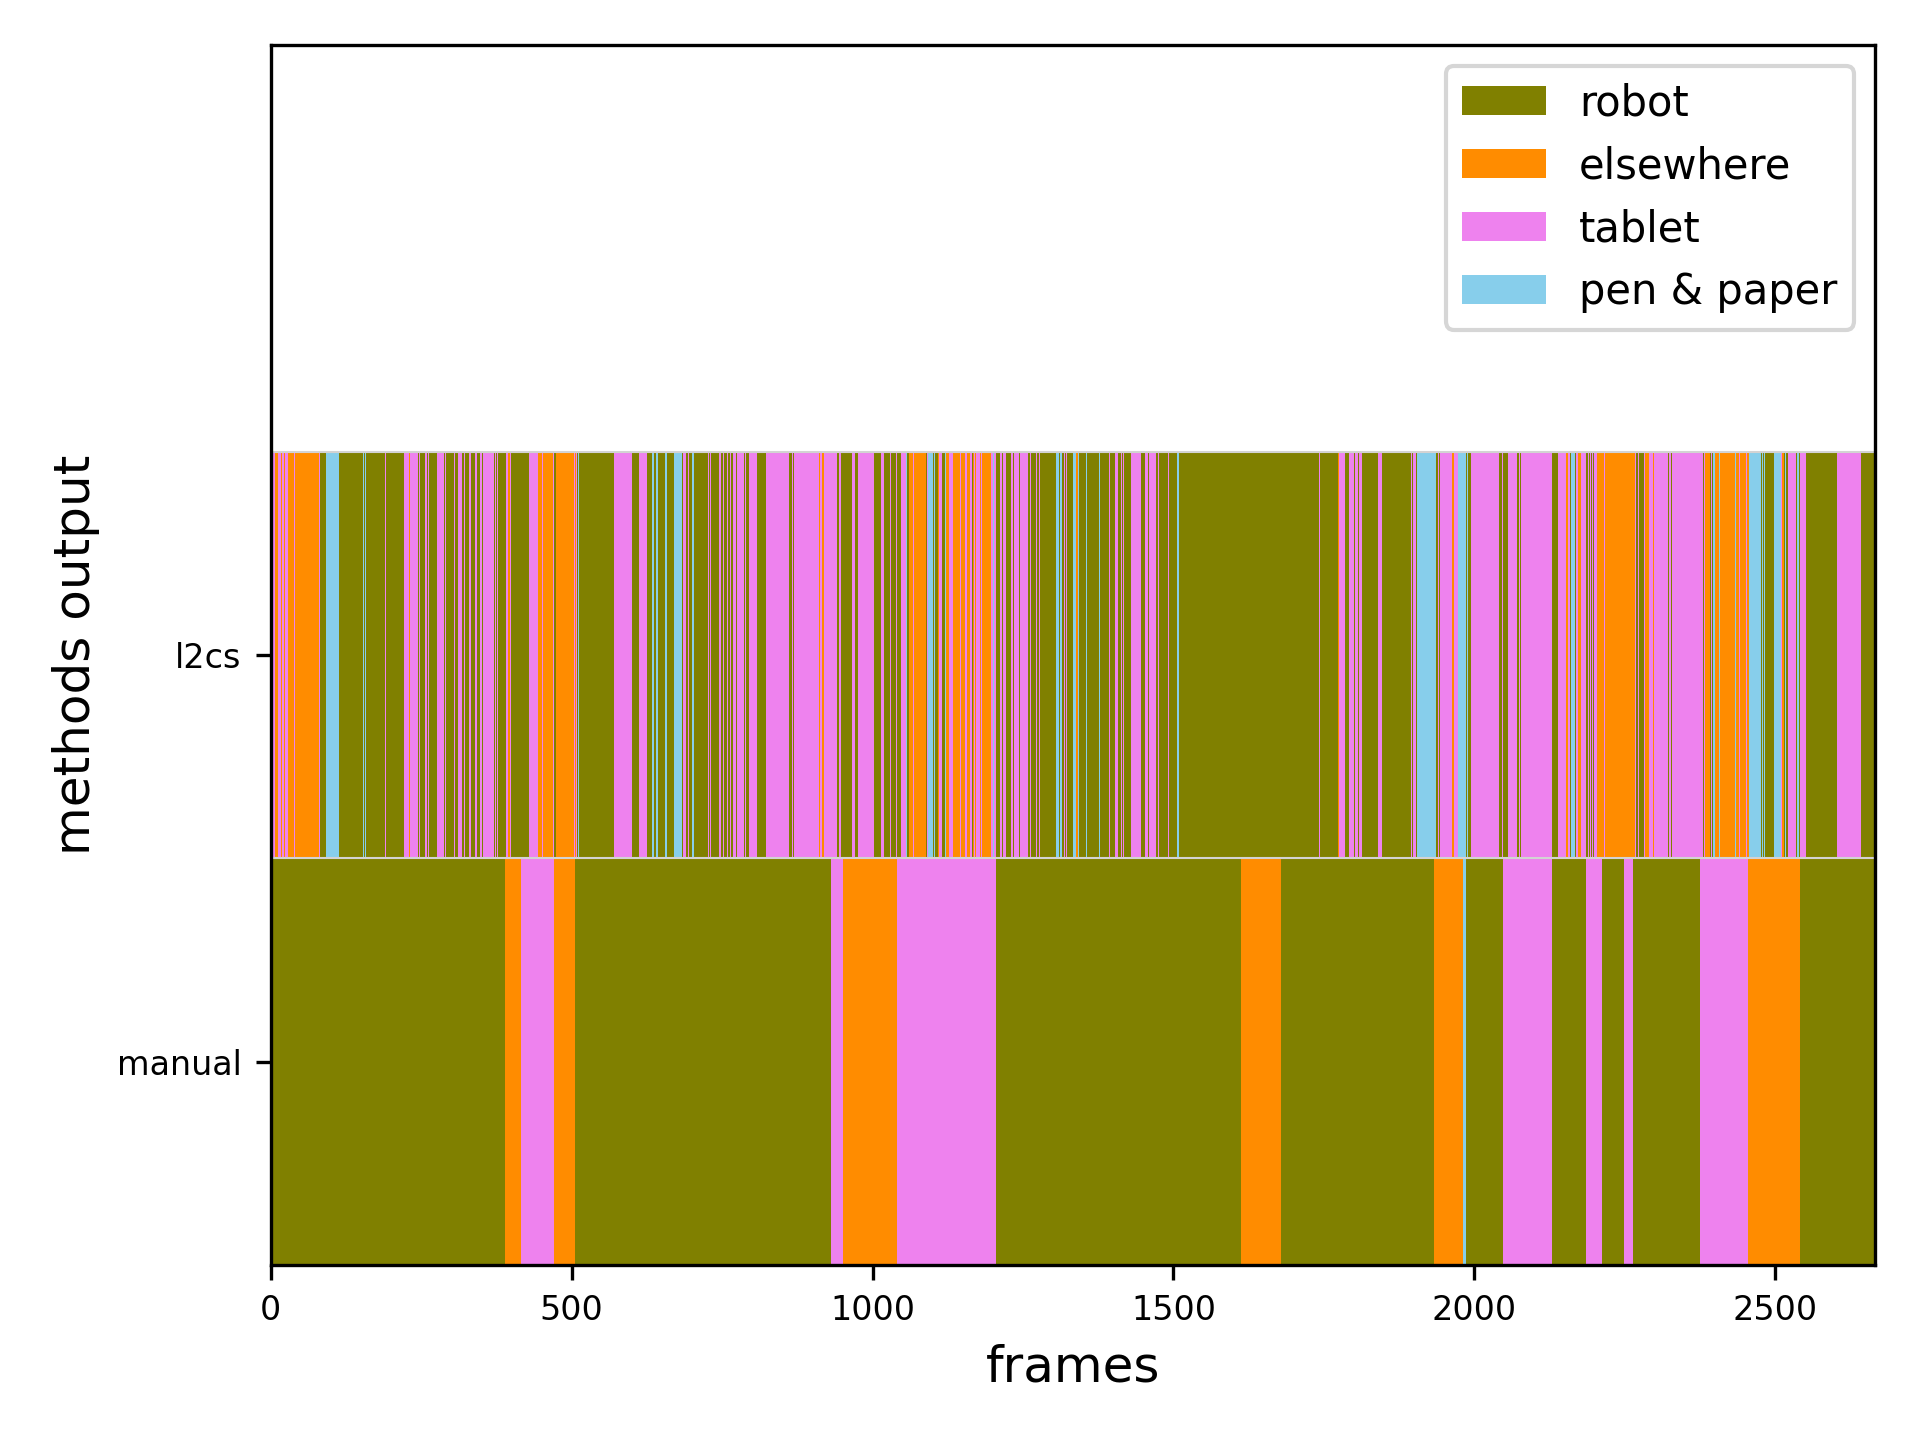 robot
elsewhere
tablet
pen & paper
methods output
l2cs
manual
0 500 1000 1500 2000 2500
frames